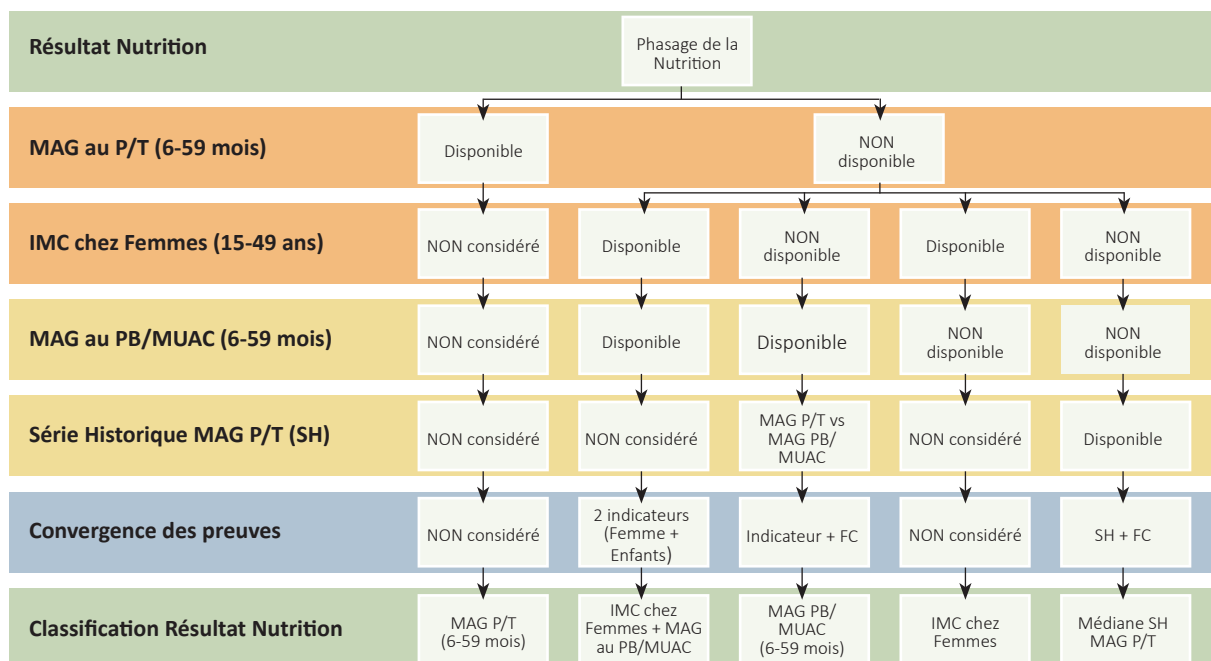 Résultat Nutrition
Phasage de la
Nutrition
MAG au P/T (6-59 mois)
Disponible
NON
disponible
IMC chez Femmes (15-49 ans)
NON considéré
Disponible
NON
disponible
Disponible
NON
disponible
MAG au PB/MUAC (6-59 mois)
NON considéré
Disponible
Disponible
NON
disponible
NON
disponible
Série Historique MAG P/T (SH)
NON considéré
NON considéré
MAG P/T vs
MAG PB/
MUAC
NON considéré
Disponible
Convergence des preuves
NON considéré
2 indicateurs
(Femme +
Enfants)
Indicateur + FC
NON considéré
SH + FC
Classification Résultat Nutrition
MAG P/T
(6-59 mois)
IMC chez
Femmes + MAG
au PB/MUAC
MAG PB/
MUAC
(6-59 mois)
IMC chez
Femmes
Médiane SH
MAG P/T